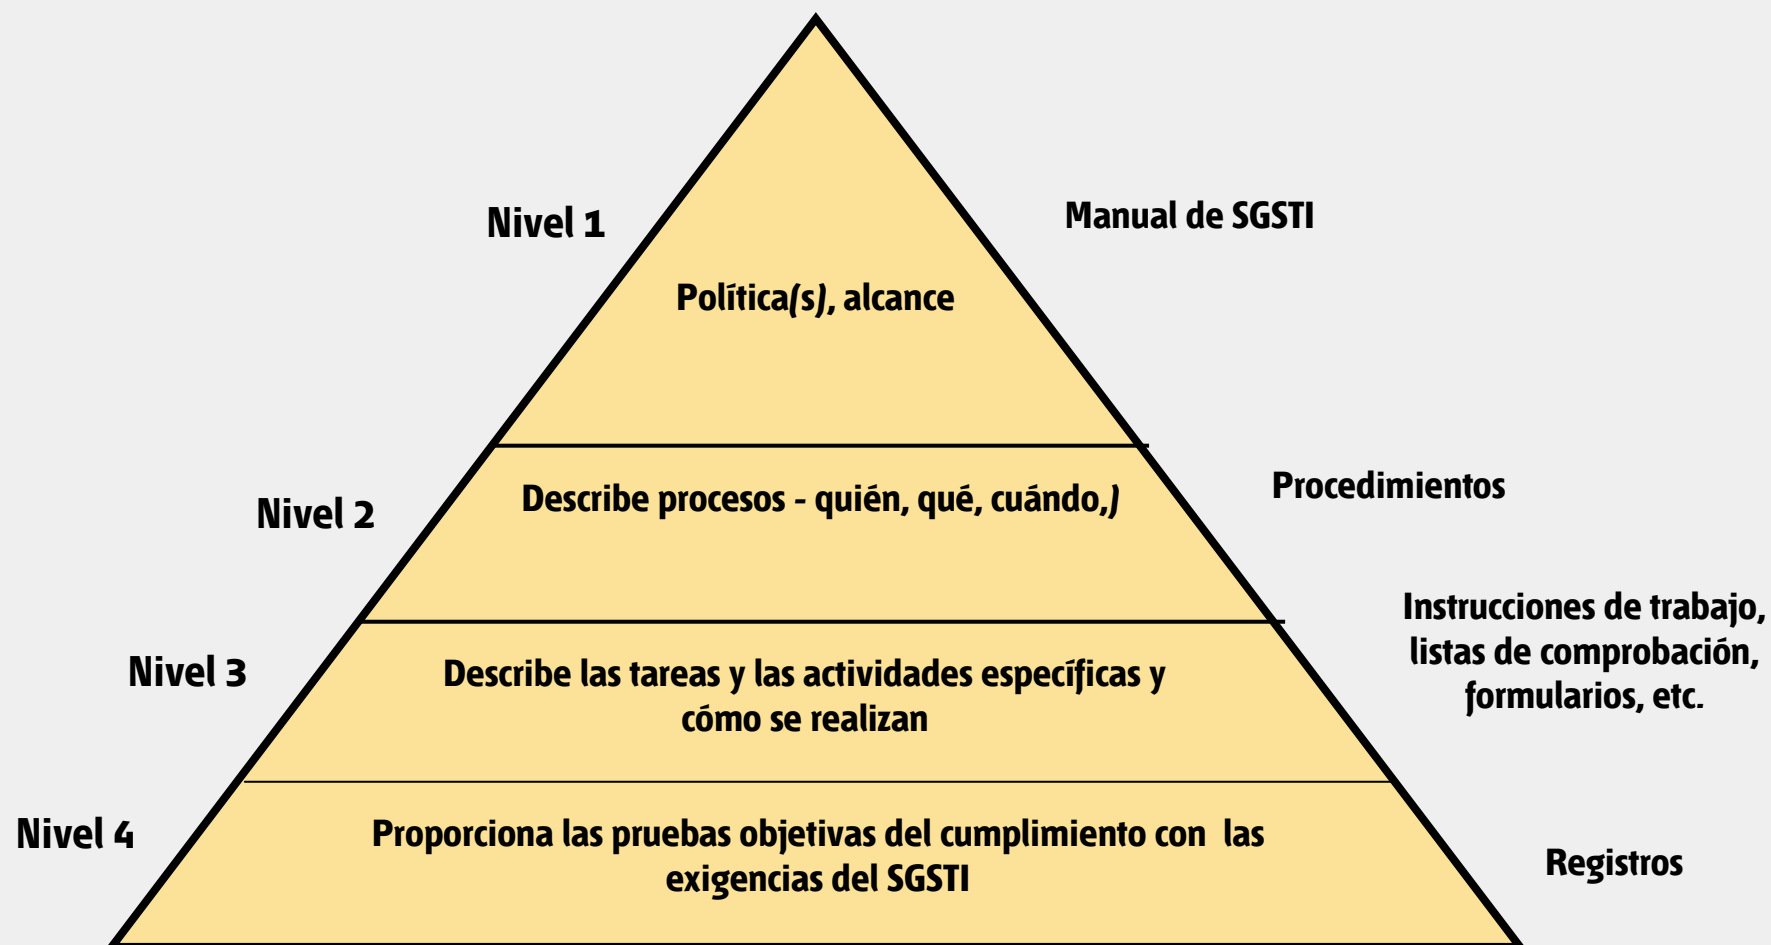 Nivel 1
Manual de SGSTI
Política(s), alcance
Nivel 2
Describe procesos - quién, qué, cuándo,)
Procedimientos
Nivel 3
Describe las tareas y las actividades específicas y
cómo se realizan
Instrucciones de trabajo,
listas de comprobación,
formularios, etc.
Nivel 4
Proporciona las pruebas objetivas del cumplimiento con  las
exigencias del SGSTI
Registros